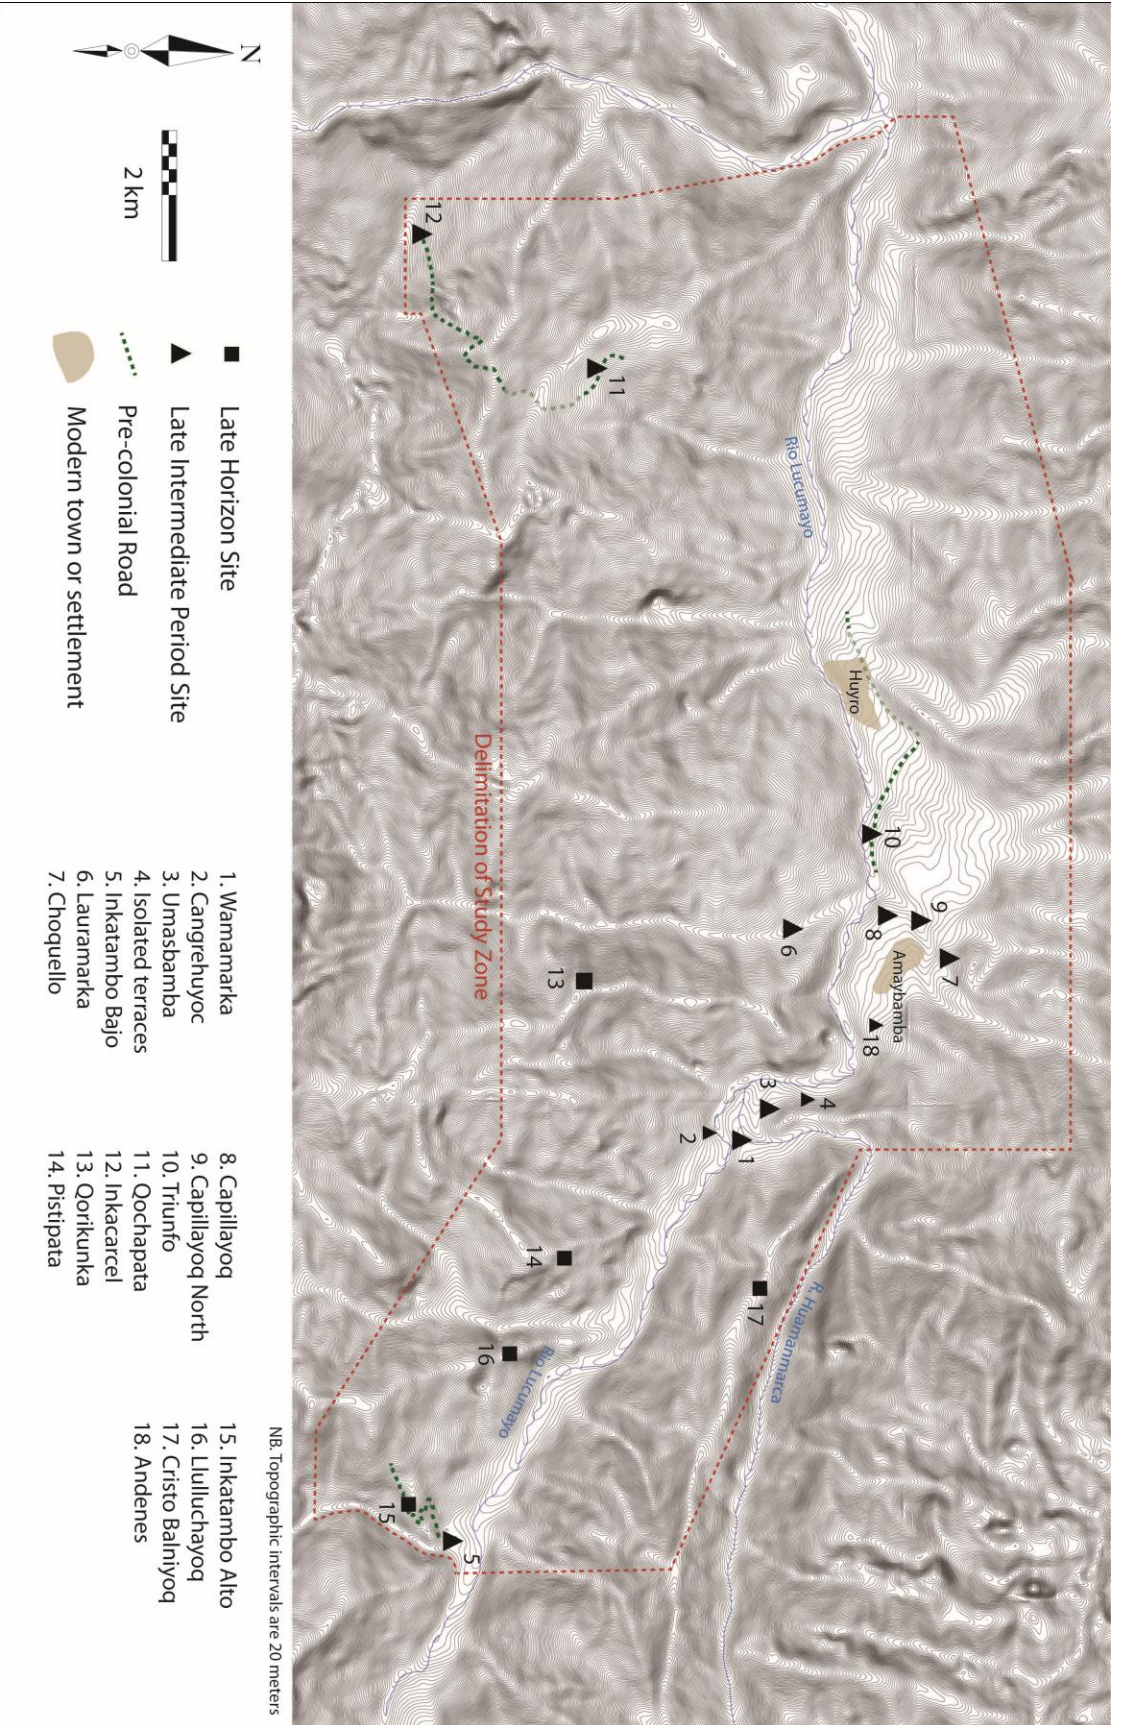 N
2 km
Late Horizon Site
Late Intermediate Period Site
Pre-colonial Road
Modern town or settlement
1. Wamanmarka
2. Cangrehuyoc
3. Umasbamba
4. Isolated terraces
5. Inkatambo Bajo
6. Lauramarka
7. Choquello
8. Capillayoq
9. Capillayoq North
10. Triunfo
11. Qochapata
12. Inkacarcel
13. Qorikunka
14. Pistipata
15. Inkatambo Alto
16. Llulluchayoq
17. Cristo Balniyoq
18. Andenes
NB. Topographic intervals are 20 meters
12
11
Rio Lucumayo
Huyro
10
9
8
7
Amaybamba
18
6
13
Delimitation of Study Zone
4
3
1
2
14
17
R. Huamanmarca
16
Rio Lucumayo
15
5